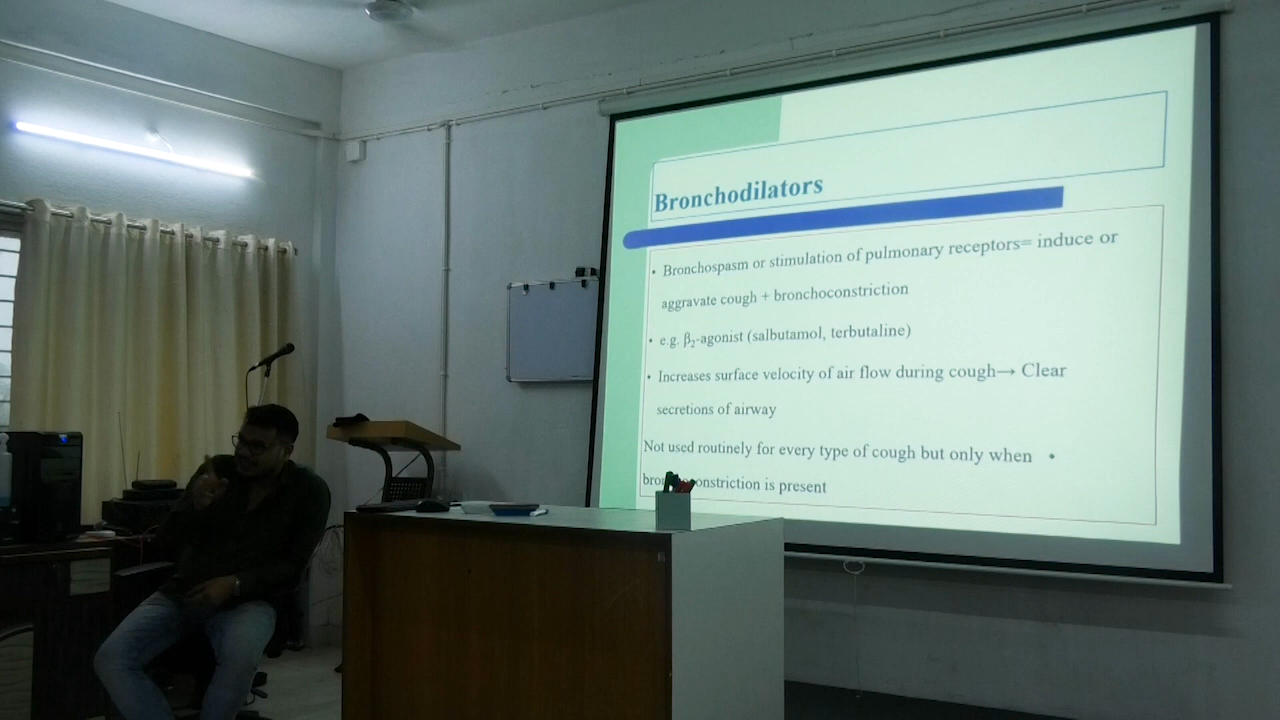 Bronchodilators
• Bronchospasm or stimulation of pulmonary receptors= induce or
aggravate cough + bronchoconstriction
• e.g. β₂-agonist (salbutamol, terbutaline)
• Increases surface velocity of air flow during cough→ Clear
secretions of airway
Not used routinely for every type of cough but only when •
bronchoconstriction is present